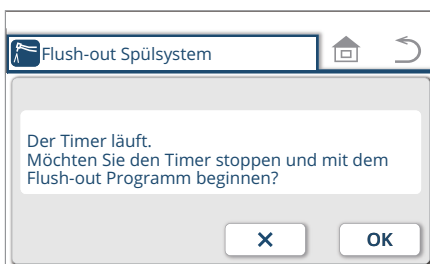 Flush-out Spülsystem
Der Timer läuft.
Möchten Sie den Timer stoppen und mit dem
Flush-out Programm beginnen?
OK